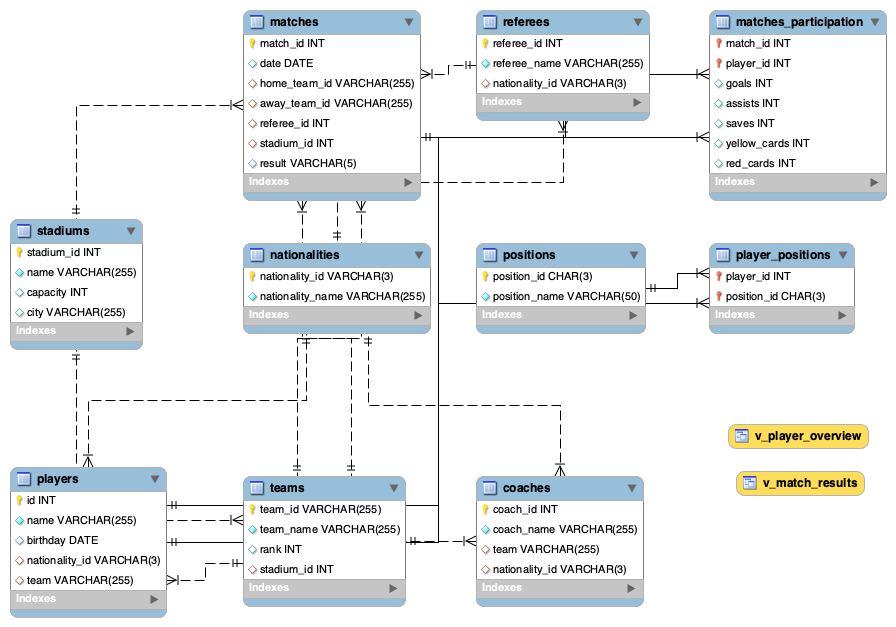 matches
match_id INT
date DATE
home_team_id VARCHAR(255)
away_team_id VARCHAR(255)
referee_id INT
stadium_id INT
result VARCHAR(5)
Indexes
referees
referee_id INT
referee_name VARCHAR(255)
nationality_id VARCHAR(3)
Indexes
matches_participation
match_id INT
player_id INT
goals INT
assists INT
saves INT
yellow_cards INT
red_cards INT
Indexes
stadiums
stadium_id INT
name VARCHAR(255)
capacity INT
city VARCHAR(255)
Indexes
nationalities
nationality_id VARCHAR(3)
nationality_name VARCHAR(255)
Indexes
positions
position_id CHAR(3)
position_name VARCHAR(50)
Indexes
player_positions
player_id INT
position_id CHAR(3)
Indexes
v_player_overview
v_match_results
players
id INT
name VARCHAR(255)
birthday DATE
nationality_id VARCHAR(3)
team VARCHAR(255)
Indexes
teams
team_id VARCHAR(255)
team_name VARCHAR(255)
rank INT
stadium_id INT
Indexes
coaches
coach_id INT
coach_name VARCHAR(255)
team VARCHAR(255)
nationality_id VARCHAR(3)
Indexes